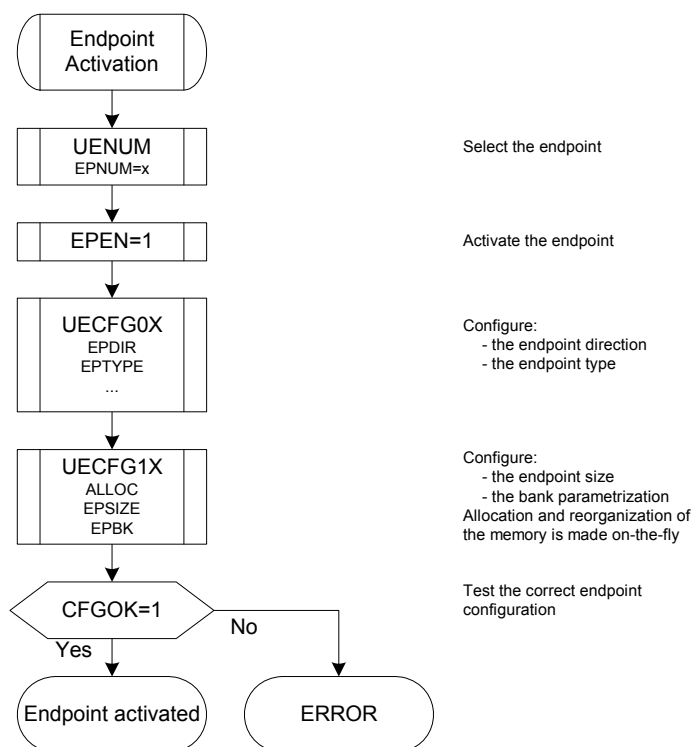 Endpoint
Activation
UENUM
EPNUM=x
Select the endpoint
EPEN=1
Activate the endpoint
UECFG0X
EPDIR
EPTYPE
...
Configure:
- the endpoint direction
- the endpoint type
UECFG1X
ALLOC
EPSIZE
EPBK
Configure:
- the endpoint size
- the bank parametrization
Allocation and reorganization of
the memory is made on-the-fly
CFGOK=1
Test the correct endpoint
configuration
No
Yes
Endpoint activated
ERROR